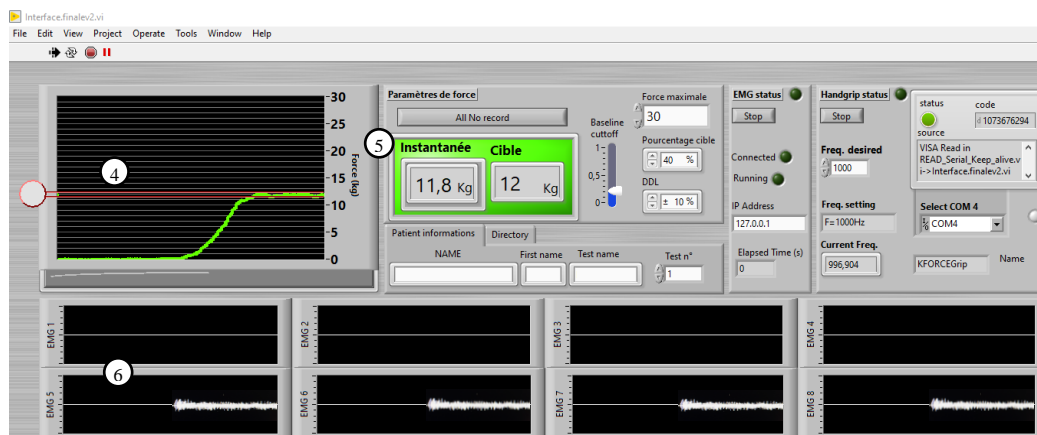 Interface.finalev2.vi
File Edit View Project Operate Tools Window Help
30
25
20
15
10
5
0
Force (kg)
4
Paramètres de force
All No record
5
Instantanée
11,8 Kg
Cible
12 Kg
Baseline
cuttoff
1
0,5
0
Force maximale
30
Pourcentage cible
40 %
DDL
± 10 %
Patient informations Directory
NAME First name Test name Test n°
1
EMG status
Stop
Connected
Running
IP Address
127.0.0.1
Elapsed Time (s)
0
Handgrip status
Stop
Freq. desired
1000
Freq. setting
F=1000Hz
Current Freq.
996,904
status code
d 1073676294
source
VISA Read in
READ_Serial_Keep_alive.v
i->Interface.finalev2.vi
Select COM 4
COM4
KFORCEGrip
Name
EMG 1
EMG 2
EMG 3
EMG 4
6
EMG 5
EMG 6
EMG 7
EMG 8